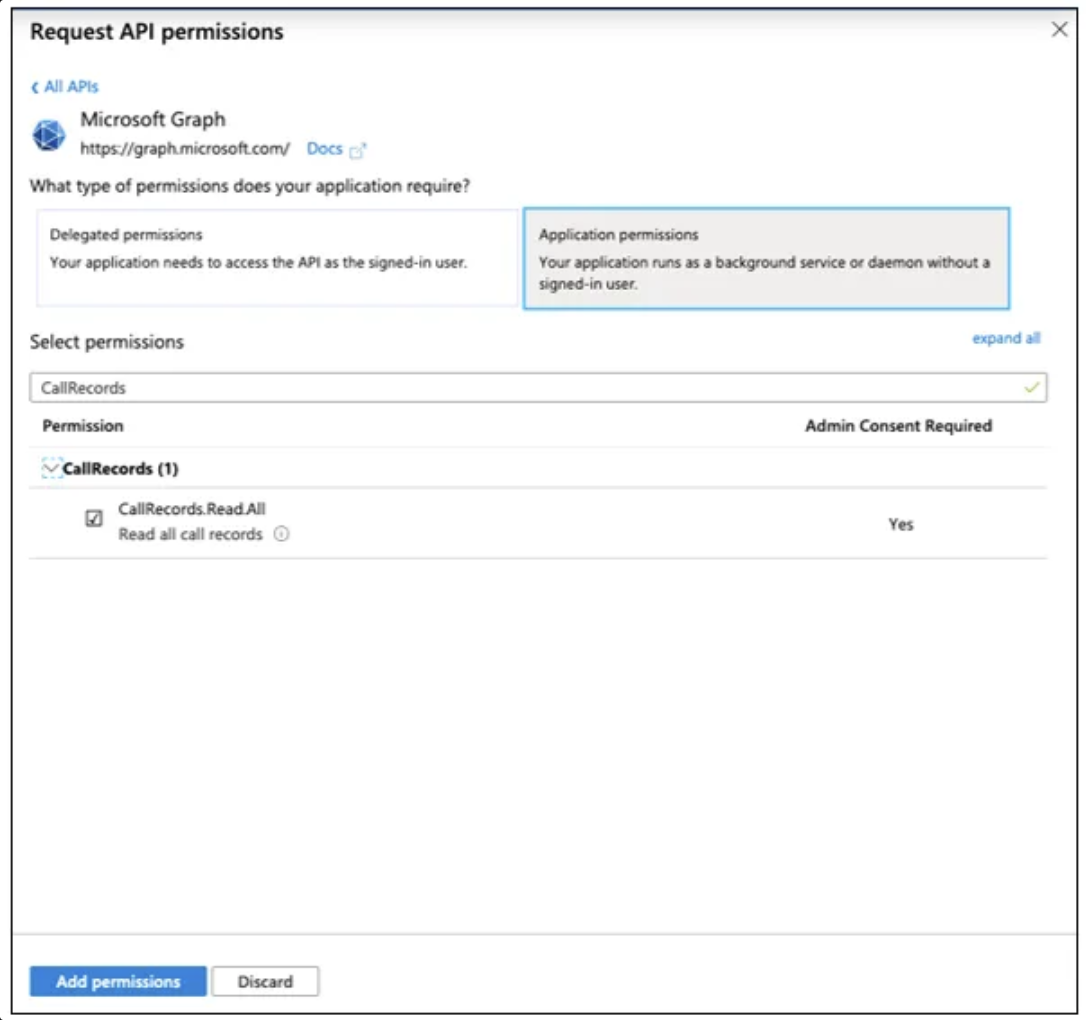 Request API permissions
All APIs
Microsoft Graph
https://graph.microsoft.com/ Docs
What type of permissions does your application require?
Delegated permissions
Your application needs to access the API as the signed-in user.
Application permissions
Your application runs as a background service or daemon without a
signed-in user.
Select permissions
expand all
CallRecords
Permission Admin Consent Required
CallRecords (1)
CallRecords.Read.All
Read all call records
Yes
Add permissions Discard